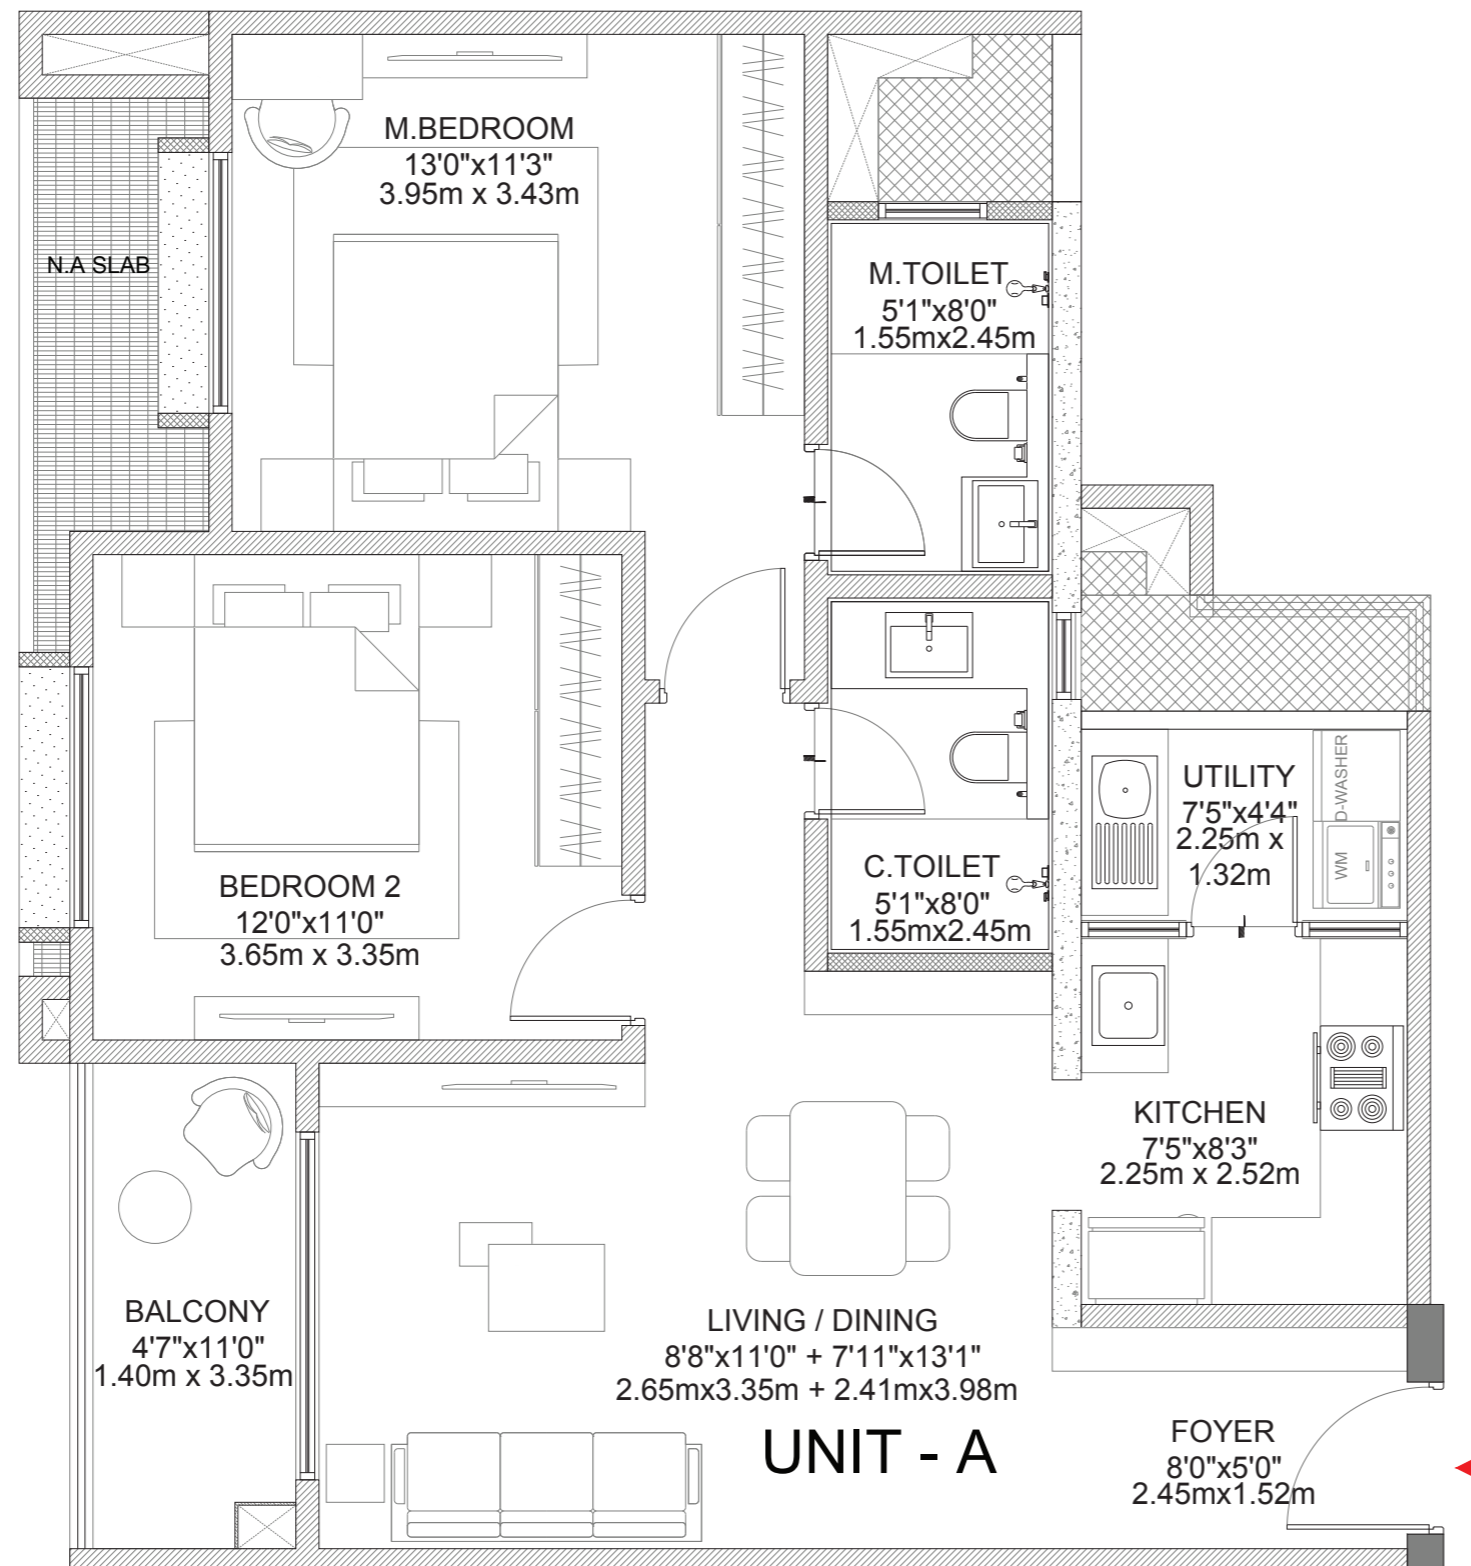 M.BEDROOM
13'0"x11'3"
3.95m x 3.43m
N.A SLAB
M.TOILET
5'1"x8'0"
1.55mx2.45m
UTILITY
7'5"x4'4"
2.25m x
1.32m
D-WASHER
WM
C.TOILET
5'1"x8'0"
1.55mx2.45m
BEDROOM 2
12'0"x11'0"
3.65m x 3.35m
KITCHEN
7'5"x8'3"
2.25m x 2.52m
BALCONY
4'7"x11'0"
1.40m x 3.35m
LIVING / DINING
8'8"x11'0" + 7'11"x13'1"
2.65mx3.35m + 2.41mx3.98m
UNIT - A
FOYER
8'0"x5'0"
2.45mx1.52m